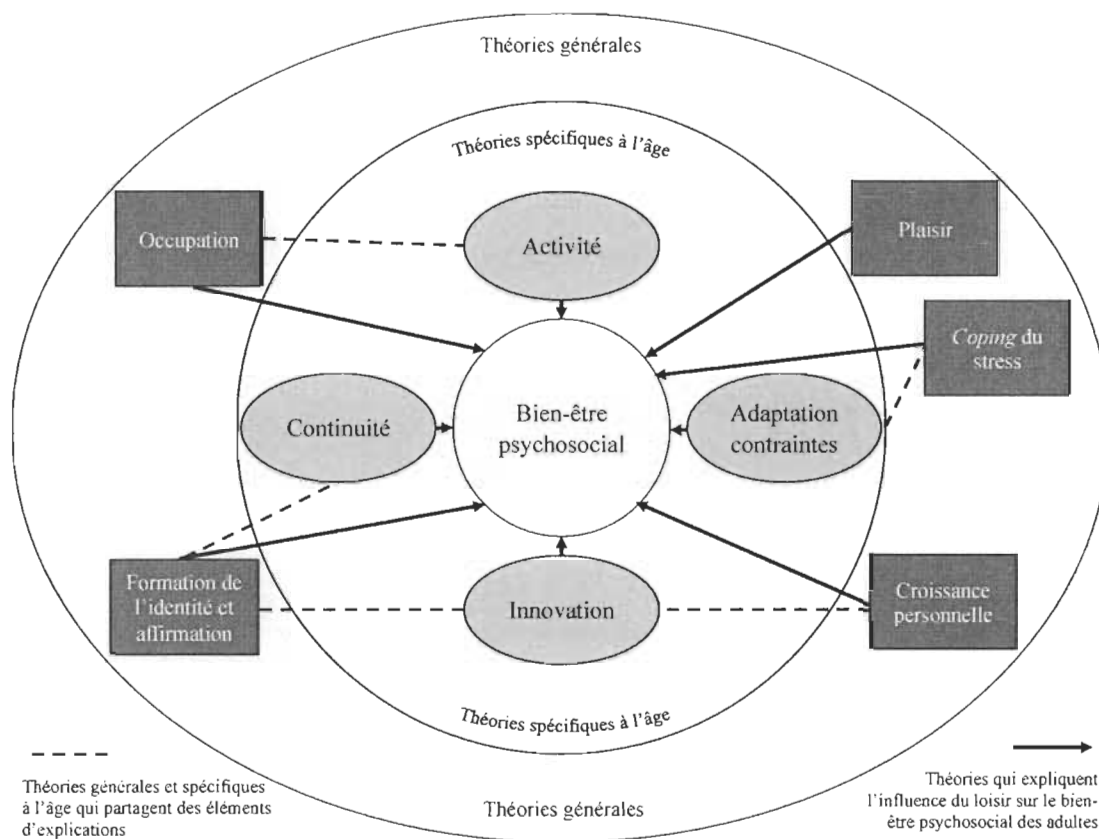 Théories générales
Théories spécifiques à l'âge
Occupation
Activité
Plaisir
Coping du
stress
Continuité
Bien-être
psychosocial
Adaptation
contraintes
Formation de
l'identité et
affirmation
Innovation
Croissance
personnelle
Théories spécifiques à l'âge
Théories générales
Théories générales et spécifiques
à l'âge qui partagent des éléments
d'explications
Théories qui expliquent
l'influence du loisir sur le bien-
être psychosocial des adultes